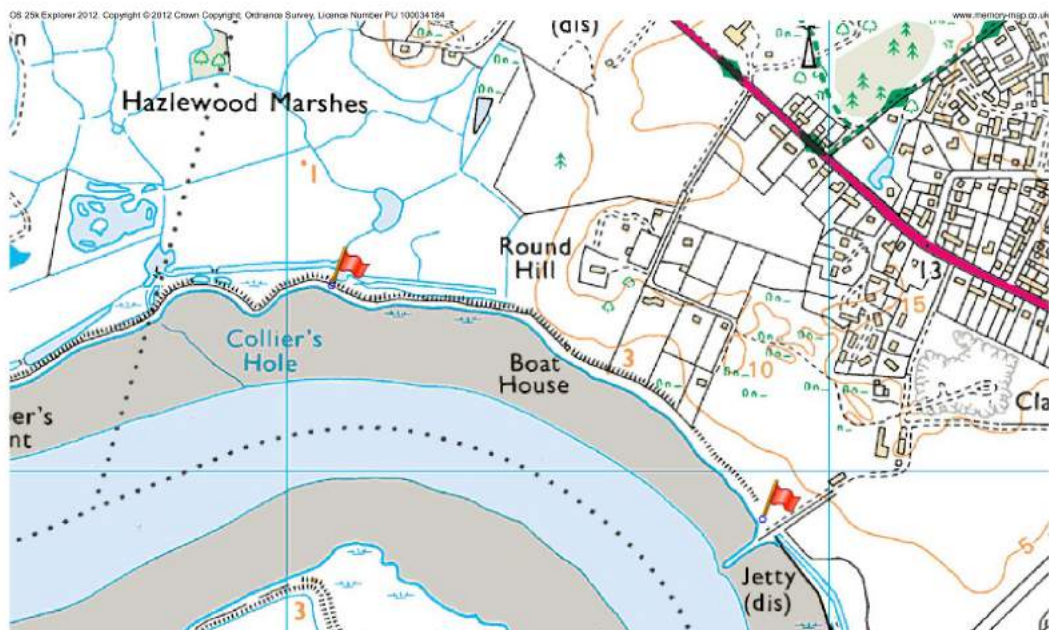 OS 25k Explorer 2012. Copyright © 2012 Crown Copyright; Ordnance Survey, Licence Number PU 100034184
www.memory-map.co.uk
(dis)
Hazlewood Marshes
1
Round
Hill
13
15
Collier's
Hole
Boat
House
3
10
er's
nt
Cla
5
Jetty
(dis)
3